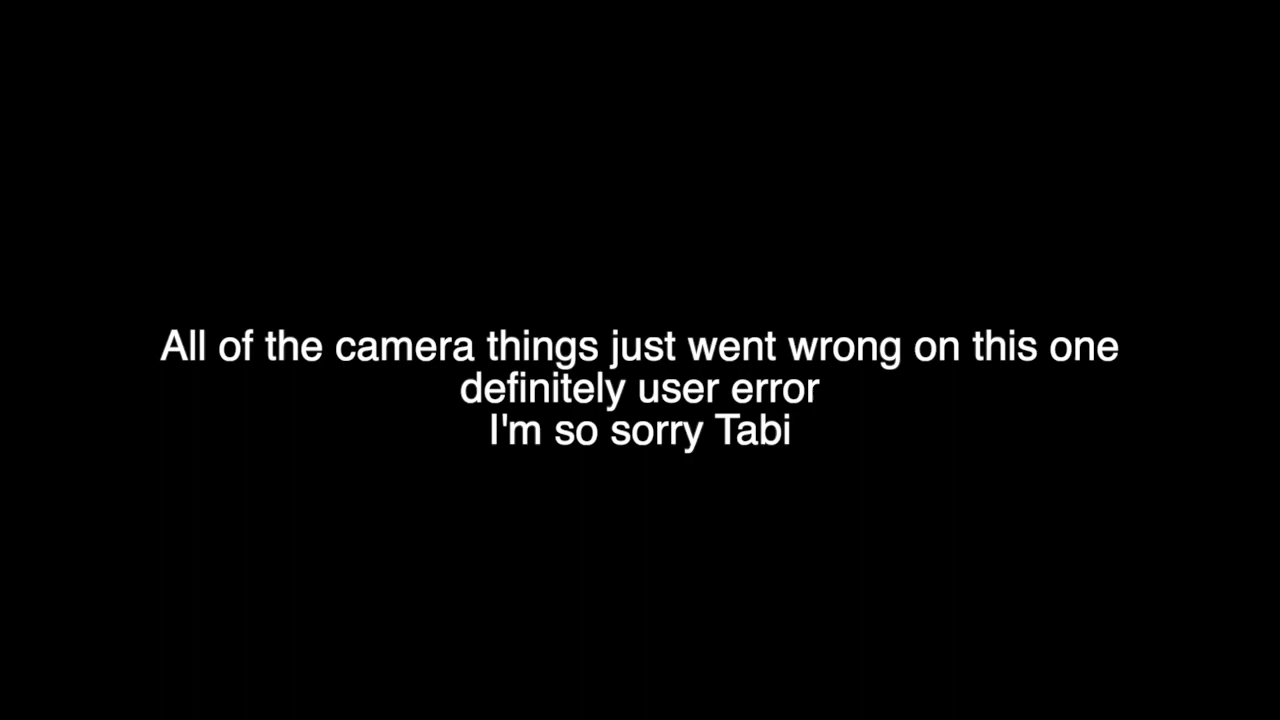 All of the camera things just went wrong on this one
definitely user error
I'm so sorry Tabi